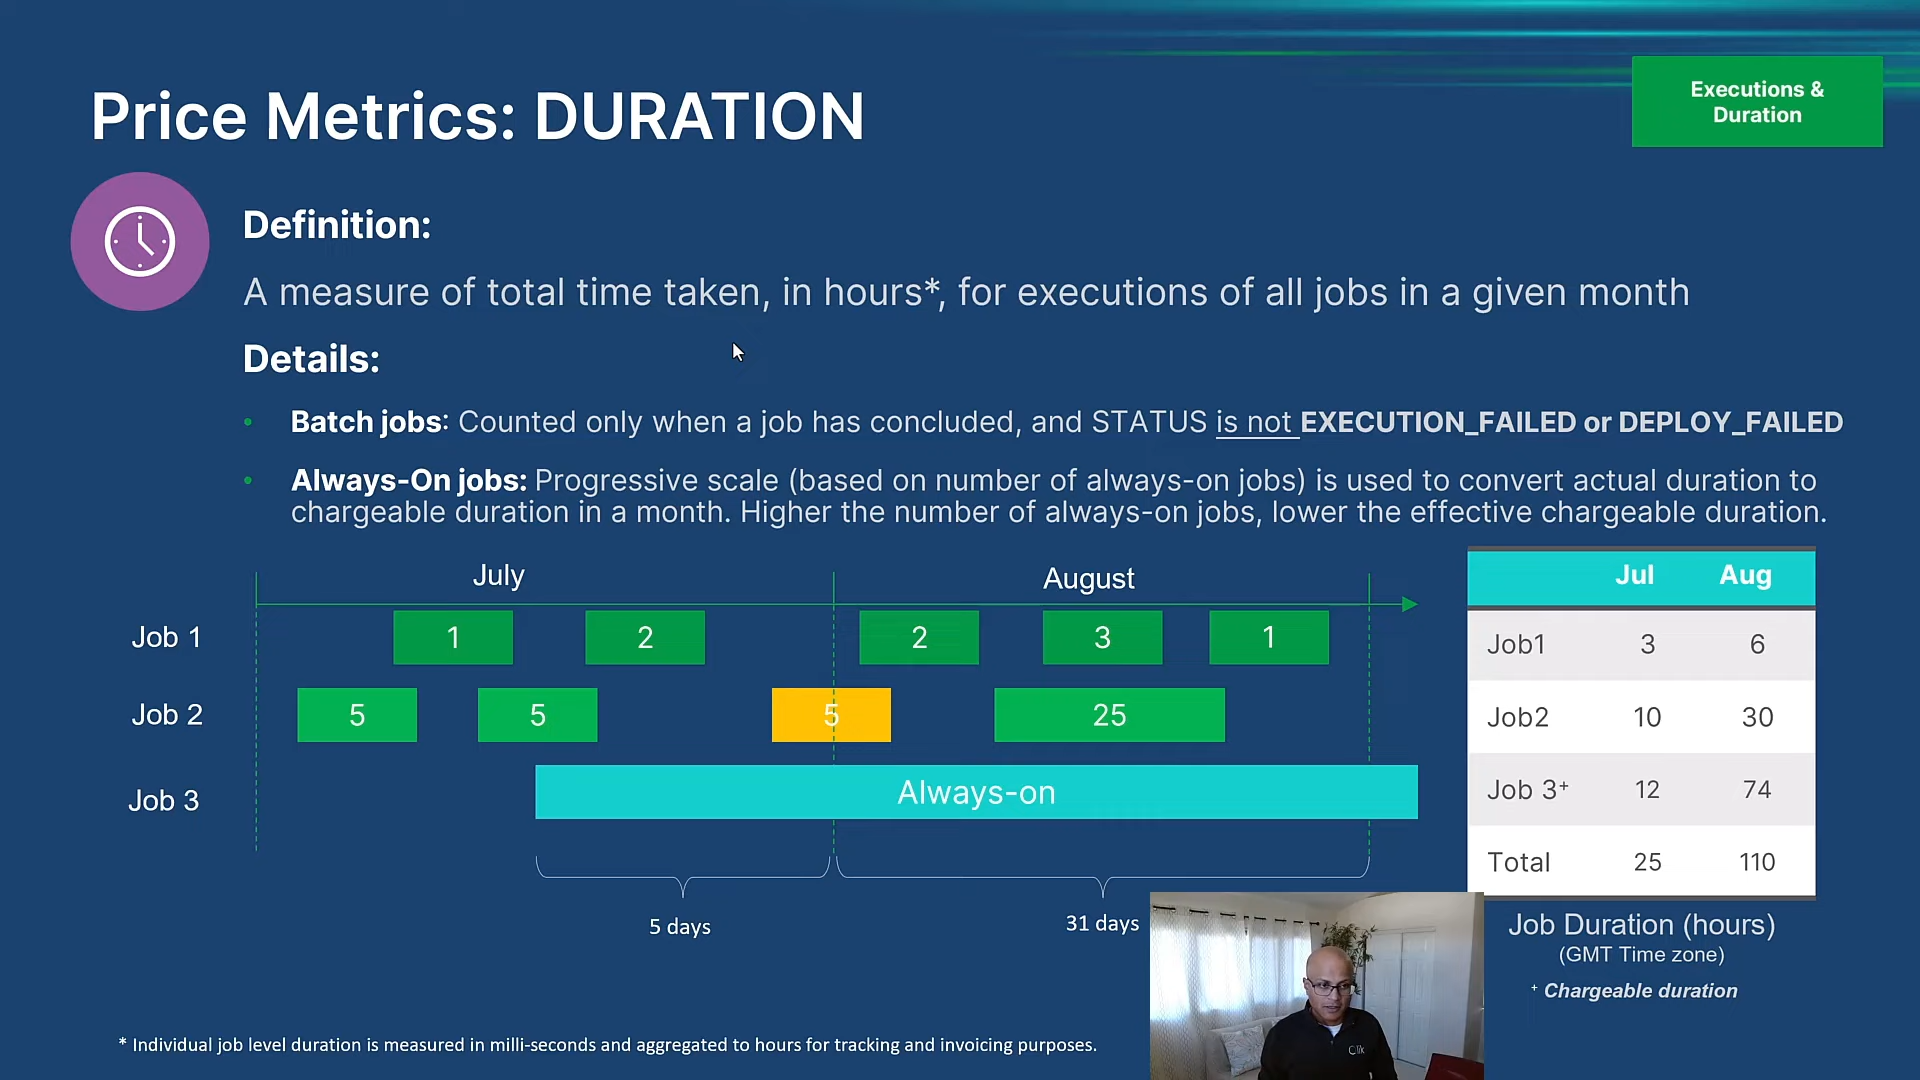 Executions &
Duration
Price Metrics: DURATION
Definition:
A measure of total time taken, in hours*, for executions of all jobs in a given month
Details:
• Batch jobs: Counted only when a job has concluded, and STATUS is not EXECUTION_FAILED or DEPLOY_FAILED
• Always-On jobs: Progressive scale (based on number of always-on jobs) is used to convert actual duration to
chargeable duration in a month. Higher the number of always-on jobs, lower the effective chargeable duration.
July August
Job 1 1 2 2 3 1
Job 2 5 5 5 25
Job 3 Always-on
5 days 31 days
Jul Aug
Job1 3 6
Job2 10 30
Job 3+ 12 74
Total 25 110
Job Duration (hours)
(GMT Time zone)
+ Chargeable duration
* Individual job level duration is measured in milli-seconds and aggregated to hours for tracking and invoicing purposes.
Qlik